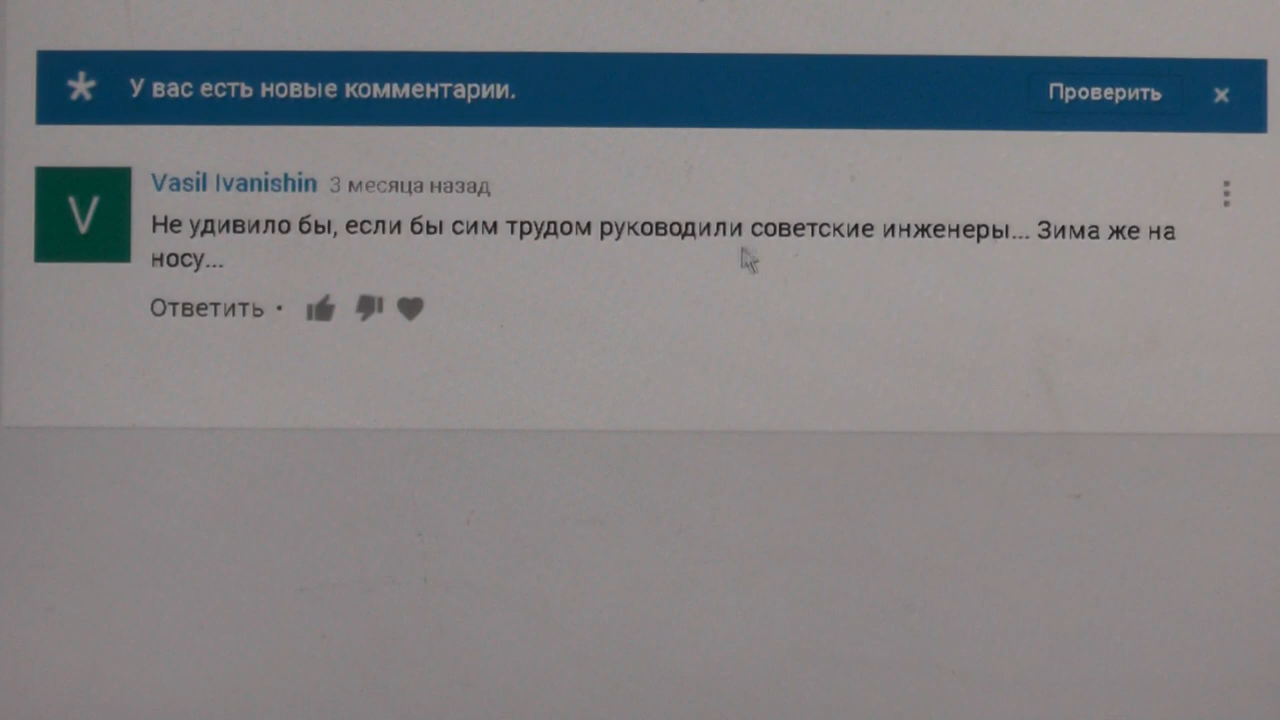 У вас есть новые комментарии.
Проверить
×
V
Vasil Ivanishin 3 месяца назад
Не удивило бы, если бы сим трудом руководили советские инженеры... Зима же на
носу...
Ответить •